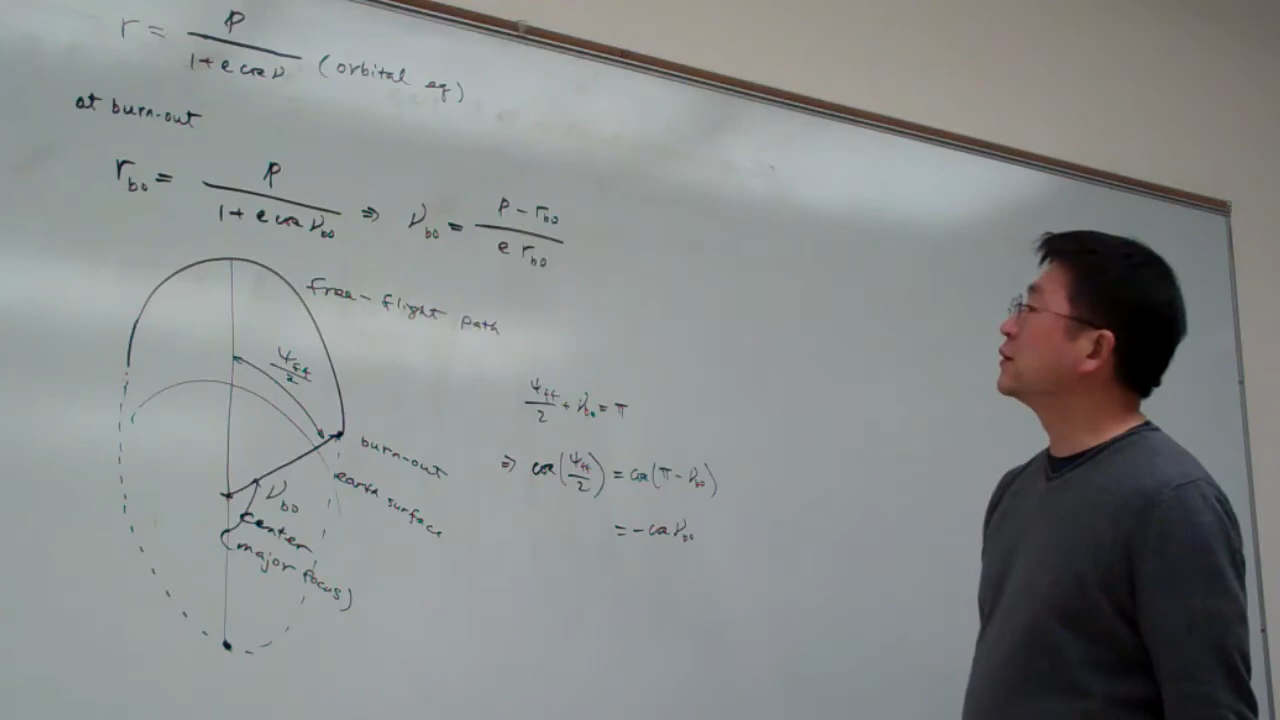 r = p / (1 + e cos ν) (orbital eq)
at burn-out
r_bo = p / (1 + e cos ν_bo) ⇒ ν_bo = (p - r_bo) / (e r_bo)
free-flight path
Ψ_ff / 2
burn-out
earth surface
ν_bo
center
(major focus)
Ψ_ff / 2 + ν_bo = π
⇒ cos(Ψ_ff / 2) = cos(π - ν_bo)
= - cos ν_bo